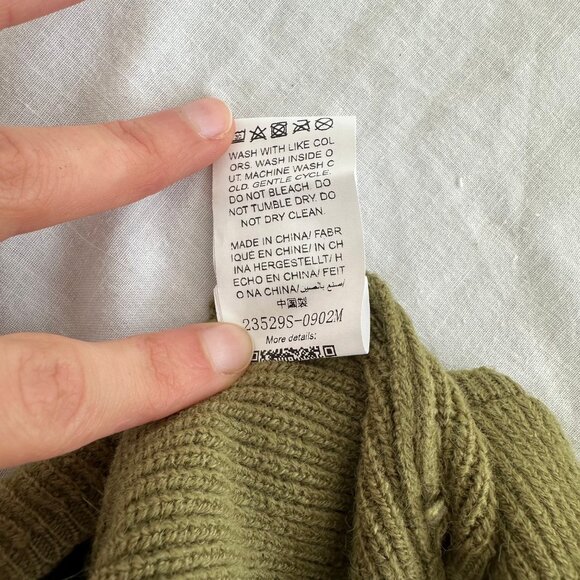 WASH WITH LIKE COL
ORS. WASH INSIDE O
UT. MACHINE WASH C
OLD. GENTLE CYCLE.
DO NOT BLEACH. DO
NOT TUMBLE DRY. DO
NOT DRY CLEAN.
MADE IN CHINA/ FABR
IQUÉ EN CHINE/ IN CH
INA HERGESTELLT/ H
ECHO EN CHINA/ FEIT
O NA CHINA/ صنع بالصين/
中国製
23529S-0902M
More details: